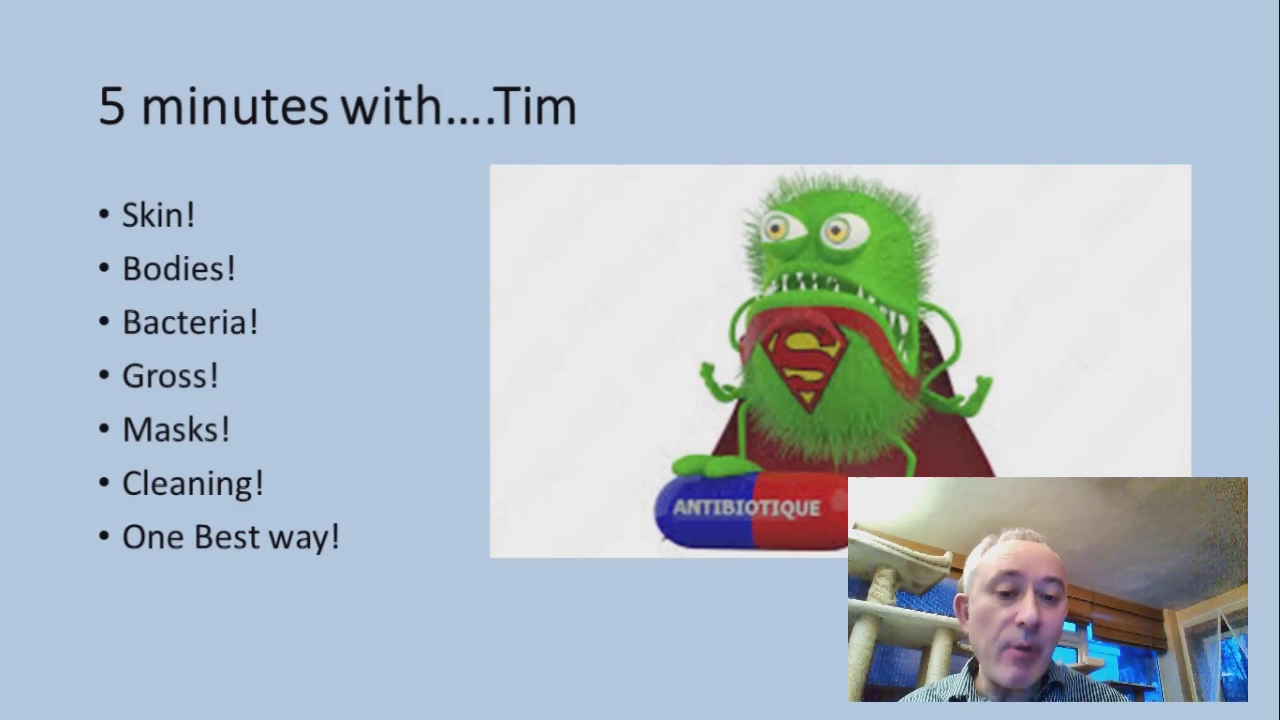 5 minutes with....Tim
• Skin!
• Bodies!
• Bacteria!
• Gross!
• Masks!
• Cleaning!
• One Best way!
S
ANTIBIOTIQUE